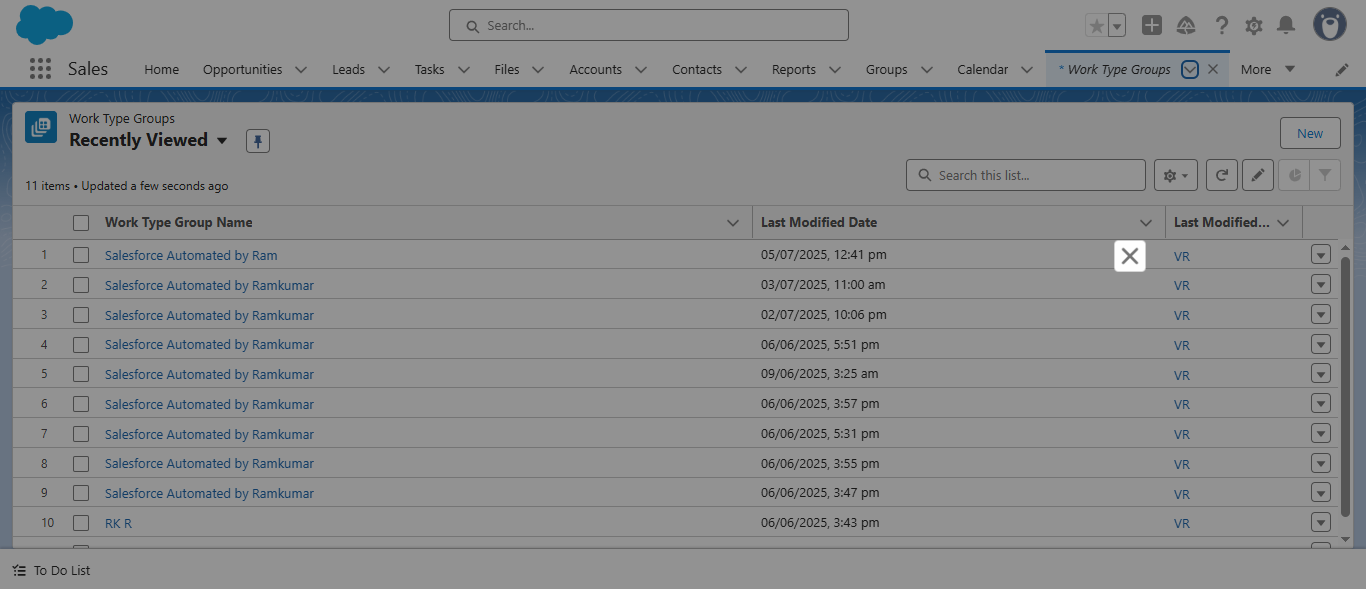 Search...
Sales
Home
Opportunities
Leads
Tasks
Files
Accounts
Contacts
Reports
Groups
Calendar
* Work Type Groups
More
Work Type Groups
Recently Viewed
New
11 items • Updated a few seconds ago
Search this list...
Work Type Group Name Last Modified Date Last Modified...
1 Salesforce Automated by Ram 05/07/2025, 12:41 pm VR
2 Salesforce Automated by Ramkumar 03/07/2025, 11:00 am VR
3 Salesforce Automated by Ramkumar 02/07/2025, 10:06 pm VR
4 Salesforce Automated by Ramkumar 06/06/2025, 5:51 pm VR
5 Salesforce Automated by Ramkumar 09/06/2025, 3:25 am VR
6 Salesforce Automated by Ramkumar 06/06/2025, 3:57 pm VR
7 Salesforce Automated by Ramkumar 06/06/2025, 5:31 pm VR
8 Salesforce Automated by Ramkumar 06/06/2025, 3:55 pm VR
9 Salesforce Automated by Ramkumar 06/06/2025, 3:47 pm VR
10 RK R 06/06/2025, 3:43 pm VR
To Do List